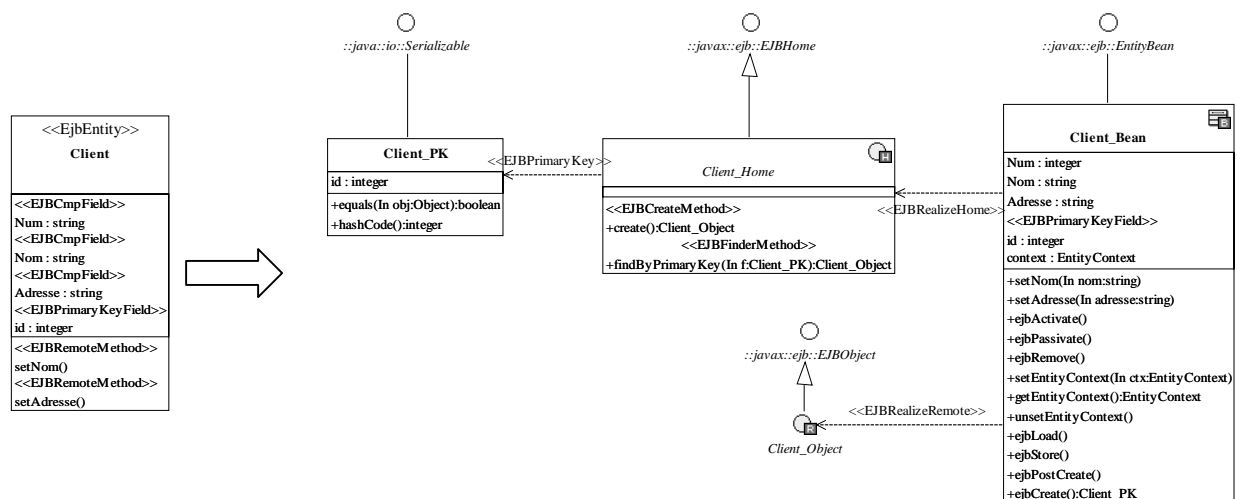 ::java::io::Serializable
::javax::ejb::EJBHome
::javax::ejb::EntityBean
<<EjbEntity>>
Client
<<EJBCmpField>>
Num : string
<<EJBCmpField>>
Nom : string
<<EJBCmpField>>
Adresse : string
<<EJBPrimaryKeyField>>
id : integer
<<EJBRemoteMethod>>
setNom()
<<EJBRemoteMethod>>
setAdresse()
Client_PK
id : integer
+equals(In obj:Object):boolean
+hashCode():integer
<<EJBPrimaryKey>>
H
Client_Home
<<EJBCreateMethod>>
+create():Client_Object
<<EJBFinderMethod>>
+findByPrimaryKey(In f:Client_PK):Client_Object
<<EJBRealizeHome>>
::javax::ejb::EJBObject
R
Client_Object
<<EJBRealizeRemote>>
Client_Bean
Num : integer
Nom : string
Adresse : string
<<EJBPrimaryKeyField>>
id : integer
context : EntityContext
+setNom(In nom:string)
+setAdresse(In adresse:string)
+ejbActivate()
+ejbPassivate()
+ejbRemove()
+setEntityContext(In ctx:EntityContext)
+getEntityContext():EntityContext
+unsetEntityContext()
+ejbLoad()
+ejbStore()
+ejbPostCreate()
+ejbCreate():Client_PK